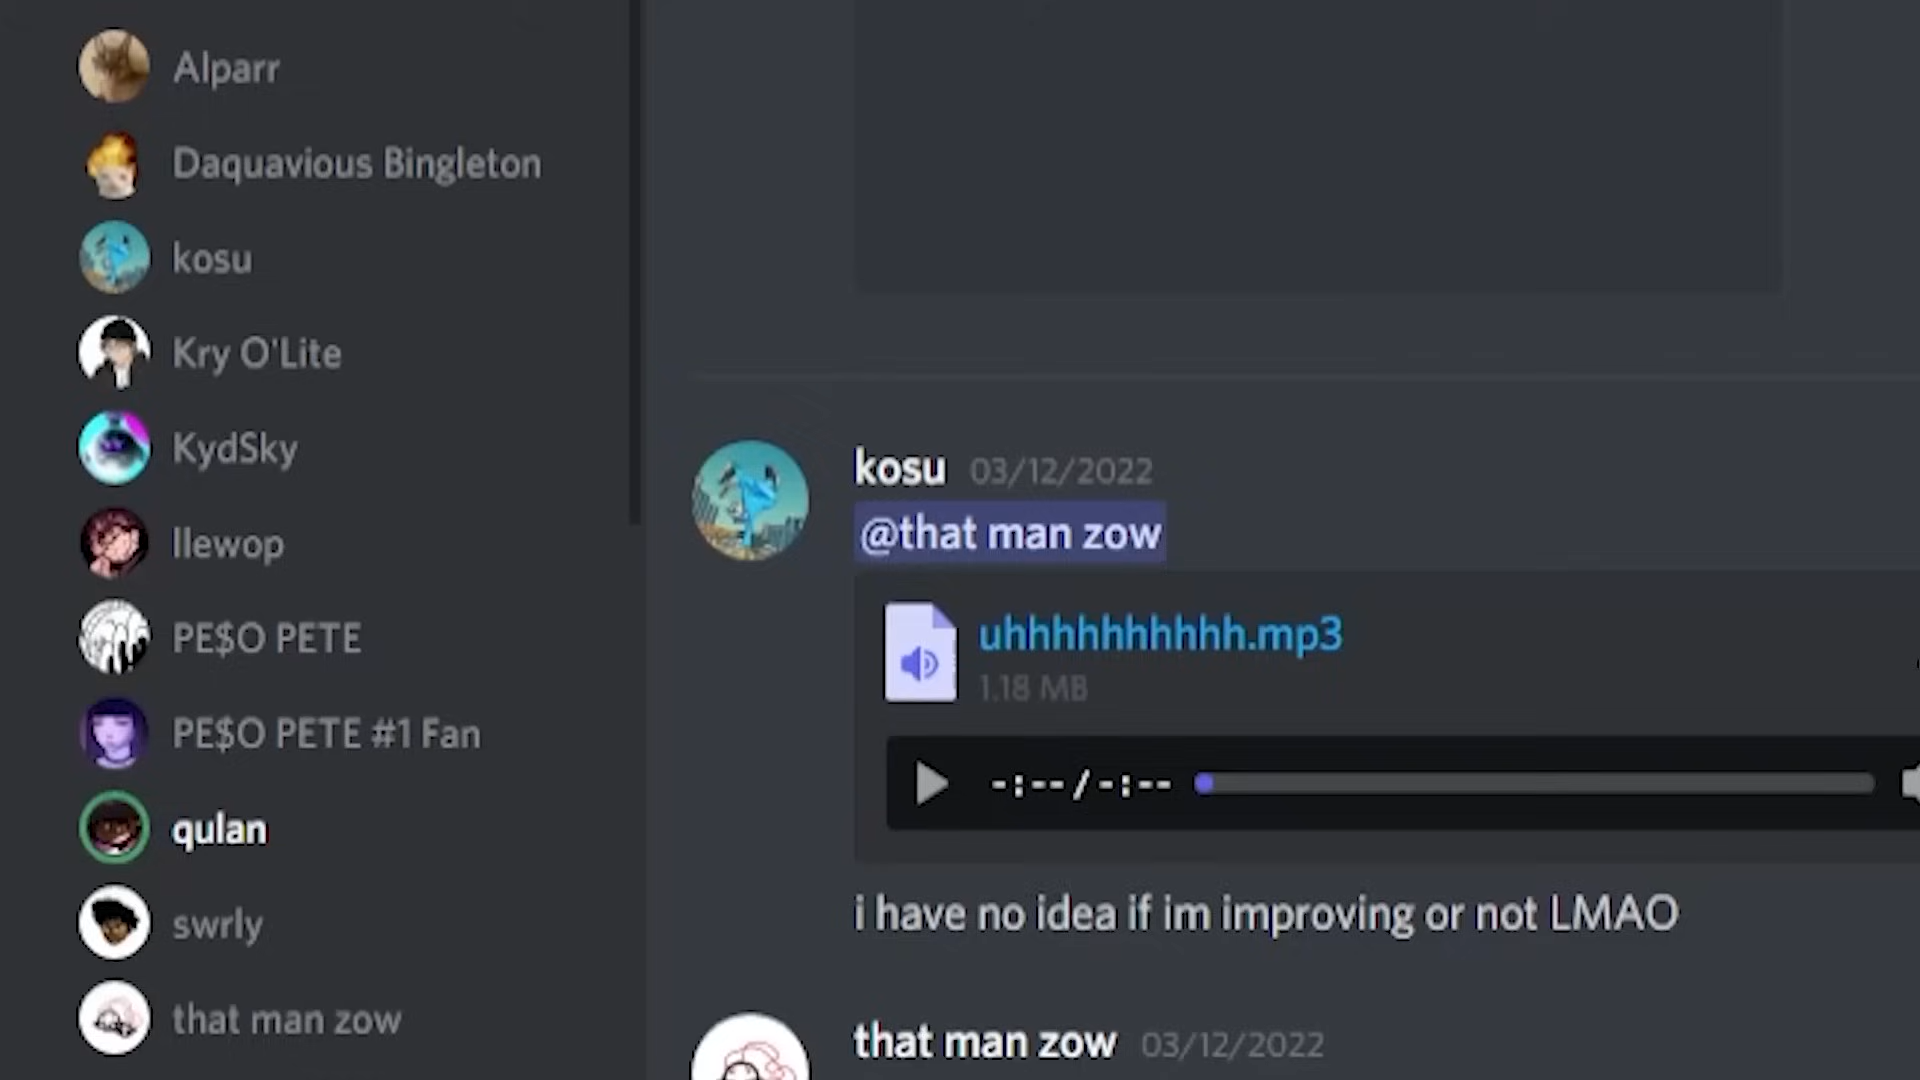 Alparr
Daquavious Bingleton
kosu
Kry O'Lite
KydSky
llewop
PE$O PETE
PE$O PETE #1 Fan
qulan
swrly
that man zow
kosu 03/12/2022
@that man zow
uhhhhhhhhhhh.mp3
1.18 MB
-:--/-:--
i have no idea if im improving or not LMAO
that man zow 03/12/2022